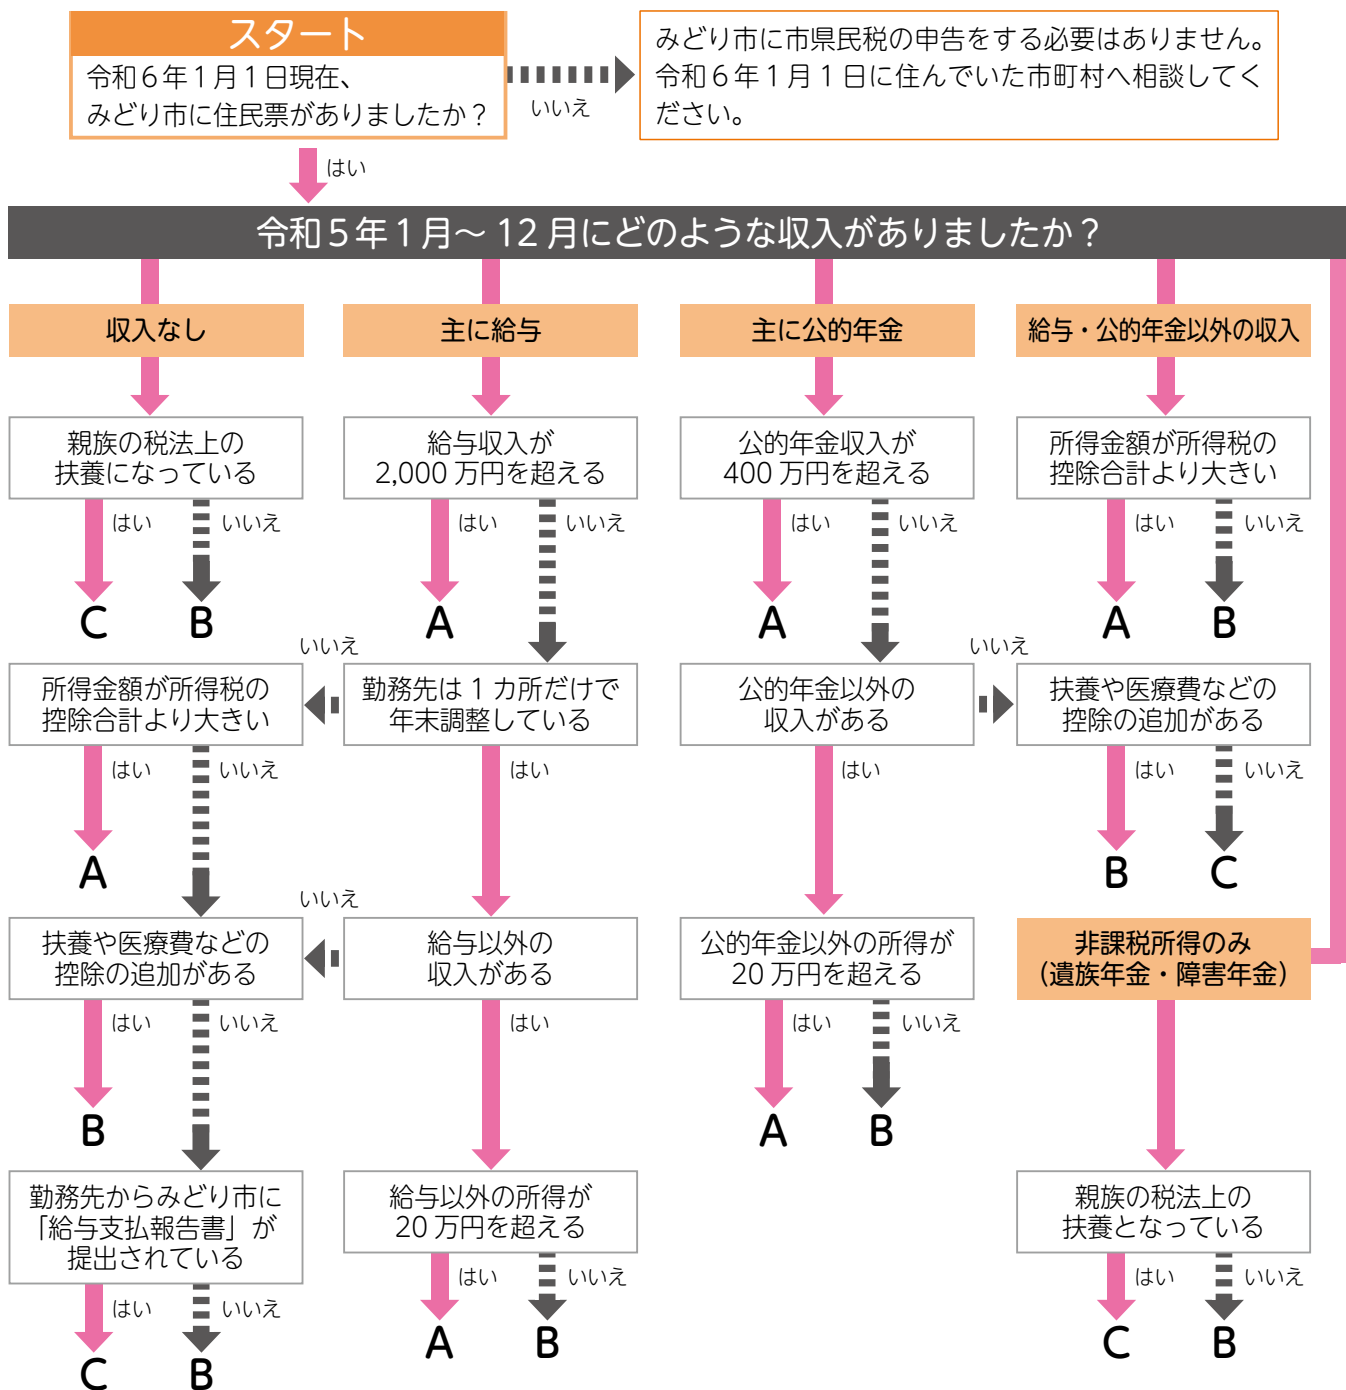 スタート
令和６年１月１日現在、
みどり市に住民票がありましたか？
いいえ
みどり市に市県民税の申告をする必要はありません。
令和６年１月１日に住んでいた市町村へ相談してく
ださい。
はい
令和５年１月～12月にどのような収入がありましたか？
収入なし
主に給与
主に公的年金
給与・公的年金以外の収入
親族の税法上の
扶養になっている
給与収入が
2,000万円を超える
公的年金収入が
400万円を超える
所得金額が所得税の
控除合計より大きい
はい
いいえ
はい
いいえ
はい
いいえ
はい
いいえ
C
B
A
A
A
B
いいえ
いいえ
所得金額が所得税の
控除合計より大きい
勤務先は１カ所だけで
年末調整している
公的年金以外の
収入がある
扶養や医療費などの
控除の追加がある
はい
いいえ
はい
はい
はい
いいえ
A
B
C
いいえ
扶養や医療費などの
控除の追加がある
給与以外の
収入がある
公的年金以外の所得が
20万円を超える
非課税所得のみ
（遺族年金・障害年金）
はい
いいえ
はい
はい
いいえ
B
A
B
勤務先からみどり市に
「給与支払報告書」が
提出されている
給与以外の所得が
20万円を超える
親族の税法上の
扶養となっている
はい
いいえ
はい
いいえ
はい
いいえ
C
B
A
B
C
B